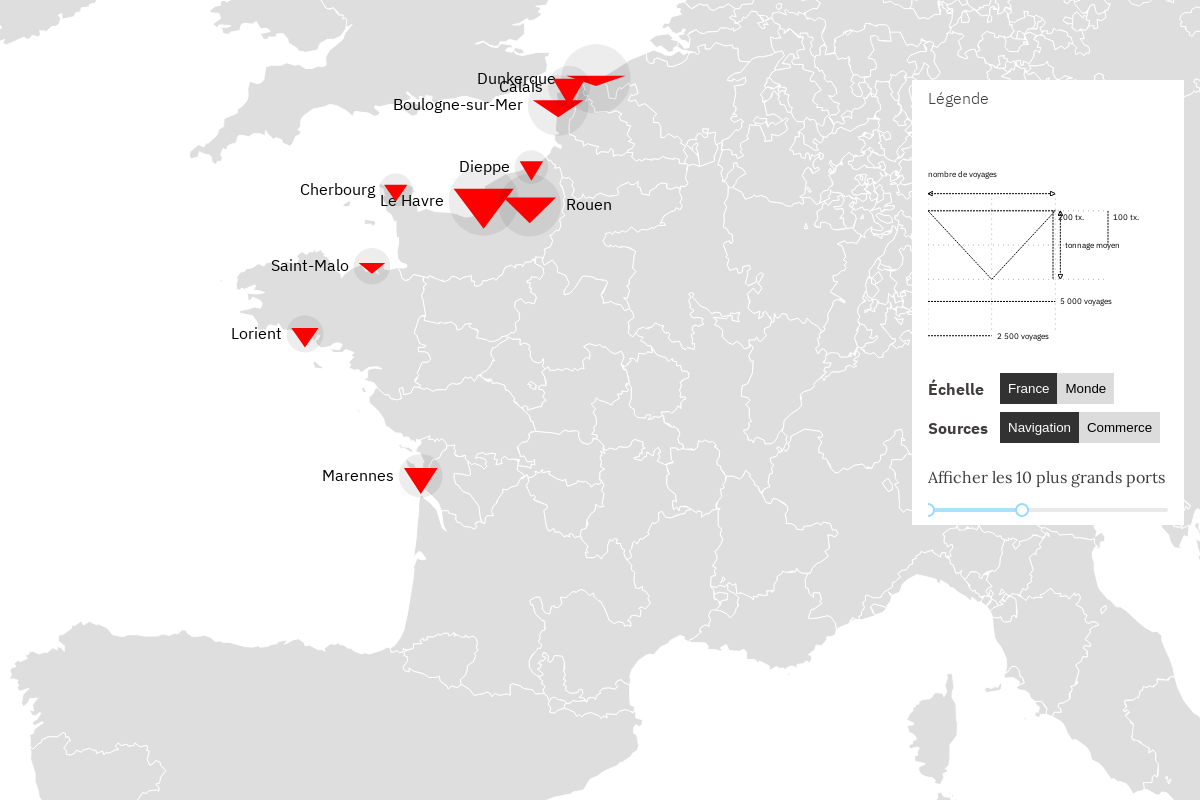 Dunkerque
Calais
Boulogne-sur-Mer
Dieppe
Cherbourg
Le Havre
Rouen
Saint-Malo
Lorient
Marennes
Légende
nombre de voyages
200 tx.
100 tx.
tonnage moyen
5 000 voyages
2 500 voyages
Échelle France Monde
Sources Navigation Commerce
Afficher les 10 plus grands ports